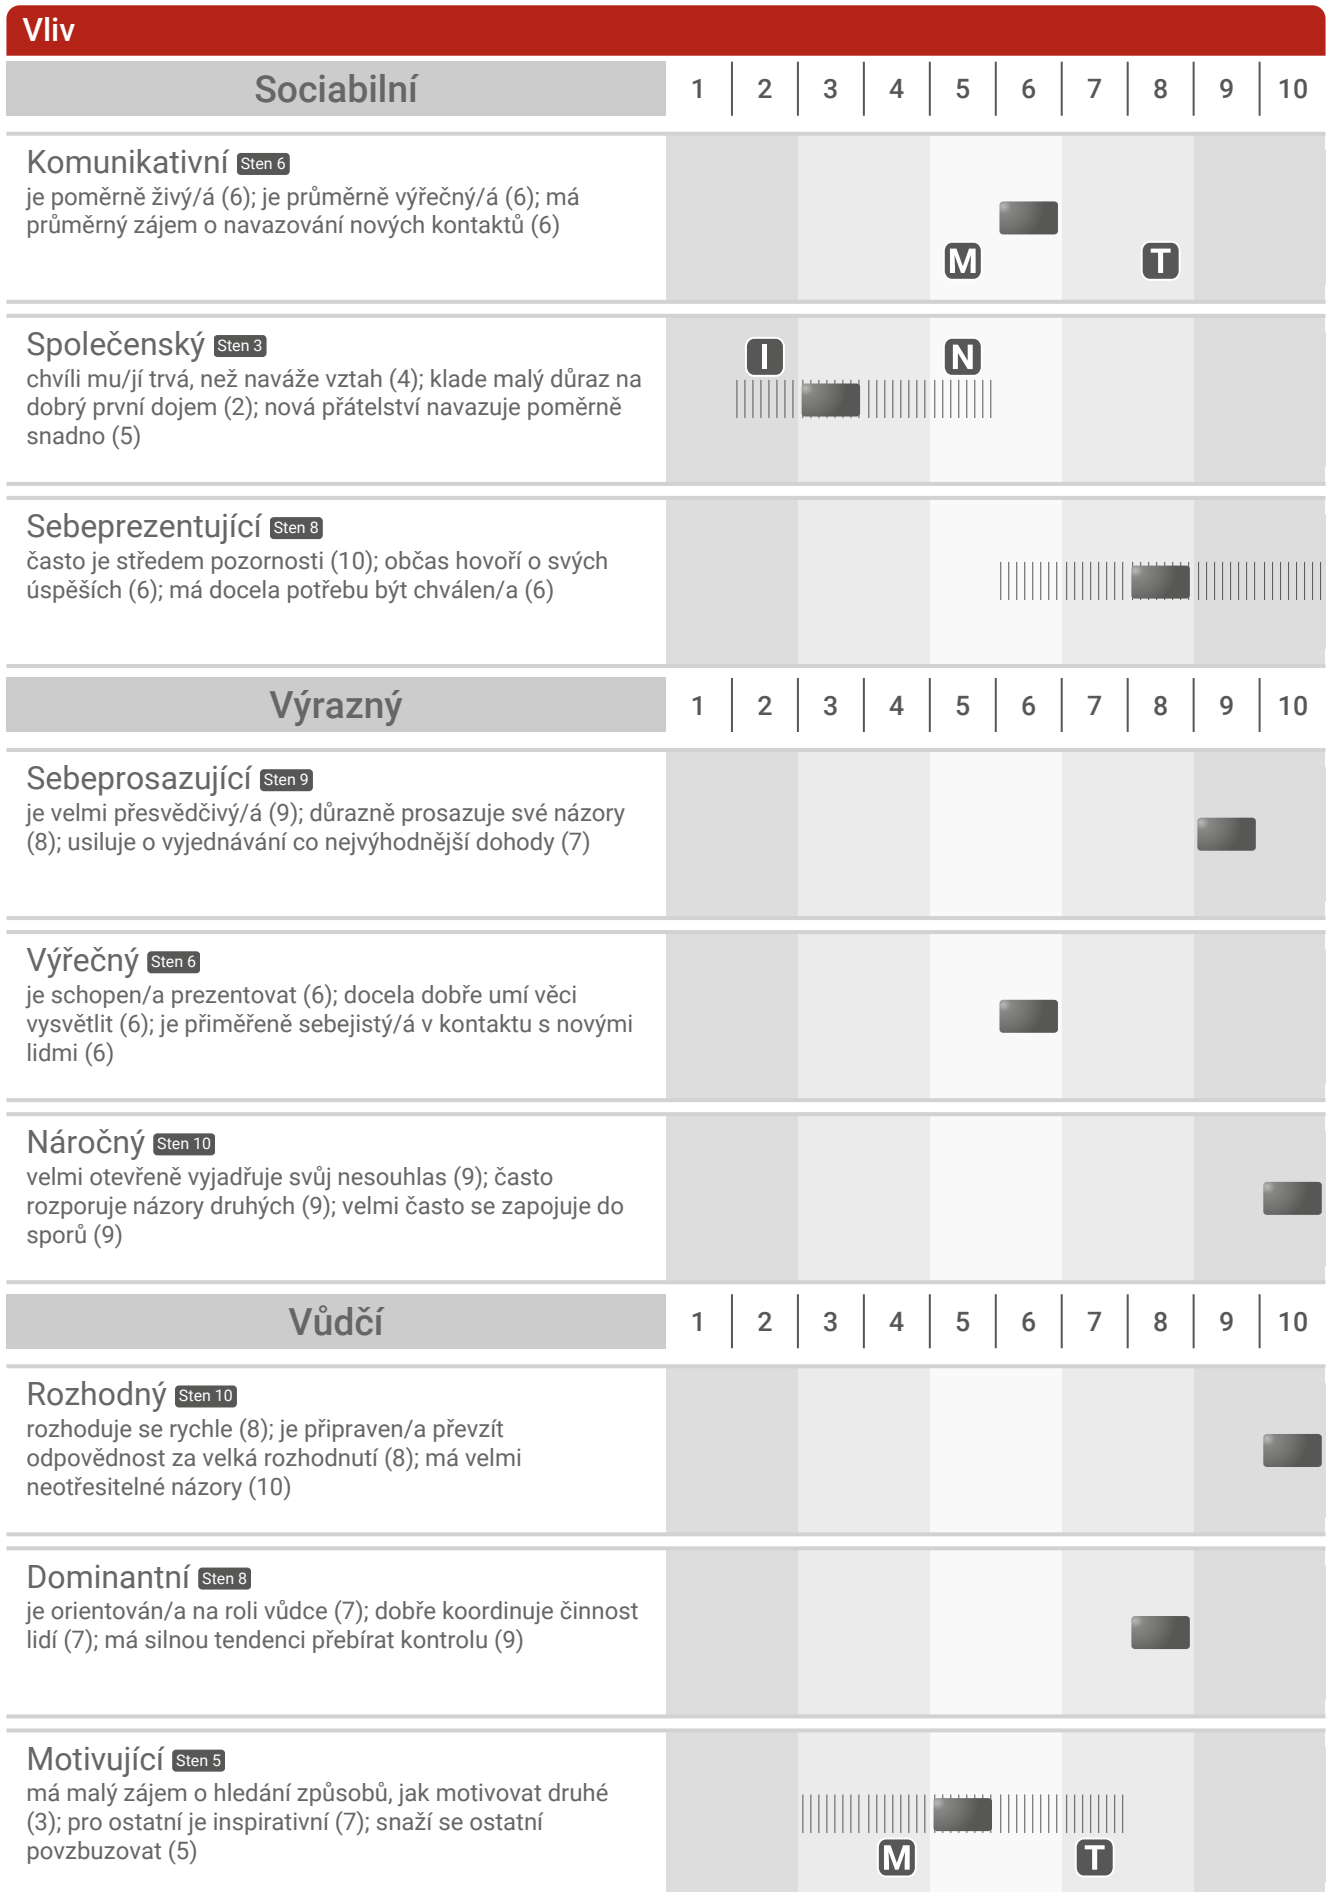 Vliv
Sociabilní 1 2 3 4 5 6 7 8 9 10
Komunikativní Sten 6
je poměrně živý/á (6); je průměrně výřečný/á (6); má
průměrný zájem o navazování nových kontaktů (6)
M T
Společenský Sten 3
I N
chvíli mu/jí trvá, než naváže vztah (4); klade malý důraz na
dobrý první dojem (2); nová přátelství navazuje poměrně
snadno (5)
Sebeprezentující Sten 8
často je středem pozornosti (10); občas hovoří o svých
úspěších (6); má docela potřebu být chválen/a (6)
Výrazný 1 2 3 4 5 6 7 8 9 10
Sebeprosazující Sten 9
je velmi přesvědčivý/á (9); důrazně prosazuje své názory
(8); usiluje o vyjednávání co nejvýhodnější dohody (7)
Výřečný Sten 6
je schopen/a prezentovat (6); docela dobře umí věci
vysvětlit (6); je přiměřeně sebejistý/á v kontaktu s novými
lidmi (6)
Náročný Sten 10
velmi otevřeně vyjadřuje svůj nesouhlas (9); často
rozporuje názory druhých (9); velmi často se zapojuje do
sporů (9)
Vůdčí 1 2 3 4 5 6 7 8 9 10
Rozhodný Sten 10
rozhoduje se rychle (8); je připraven/a převzít
odpovědnost za velká rozhodnutí (8); má velmi
neotřesitelné názory (10)
Dominantní Sten 8
je orientován/a na roli vůdce (7); dobře koordinuje činnost
lidí (7); má silnou tendenci přebírat kontrolu (9)
Motivující Sten 5
má malý zájem o hledání způsobů, jak motivovat druhé
(3); pro ostatní je inspirativní (7); snaží se ostatní
povzbuzovat (5)
M T